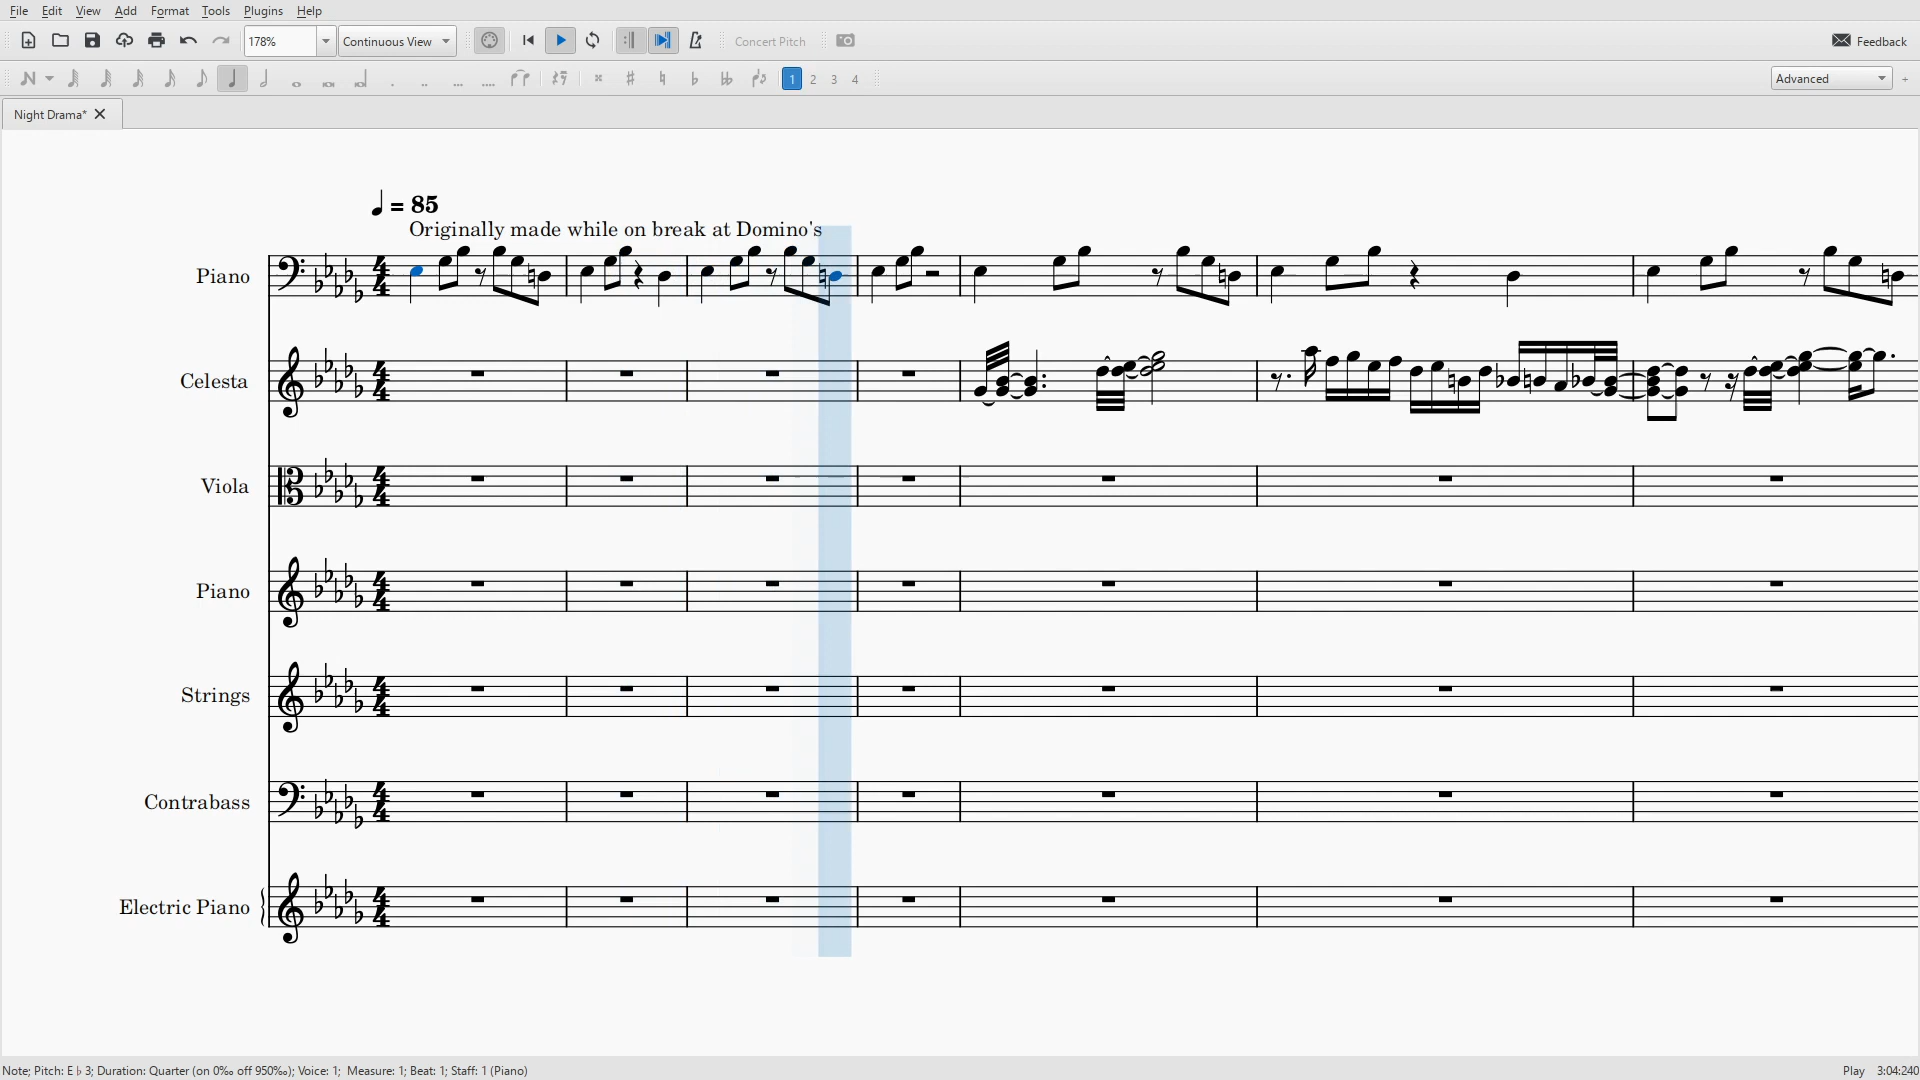 File Edit View Add Format Tools Plugins Help
178% Continuous View Concert Pitch Feedback
1 2 3 4 Advanced +
Night Drama*
= 85
Originally made while on break at Domino's
Piano
Celesta
Viola
Piano
Strings
Contrabass
Electric Piano
Note; Pitch: E♭3; Duration: Quarter (on 0‰ off 950‰); Voice: 1; Measure: 1; Beat: 1; Staff: 1 (Piano) Play 3:04:240